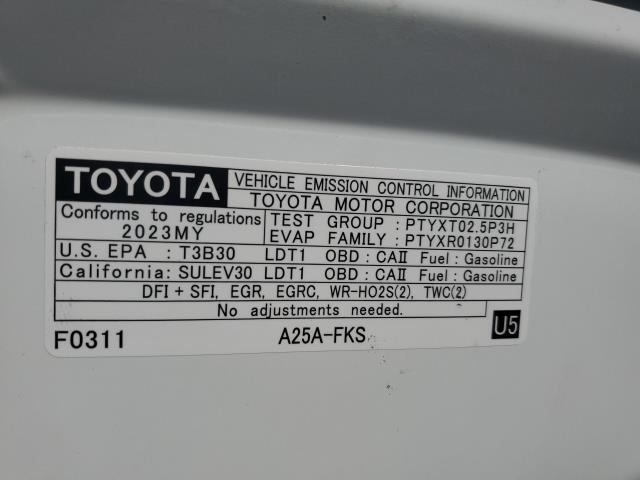 TOYOTA
VEHICLE EMISSION CONTROL INFORMATION
TOYOTA MOTOR CORPORATION
Conforms to regulations
2023MY
TEST GROUP : PTYXT02.5P3H
EVAP FAMILY : PTYXR0130P72
U.S. EPA : T3B30 LDT1 OBD : CAⅡ Fuel : Gasoline
California: SULEV30 LDT1 OBD : CAⅡ Fuel : Gasoline
DFI + SFI, EGR, EGRC, WR-HO2S(2), TWC(2)
No adjustments needed.
F0311 A25A-FKS U5